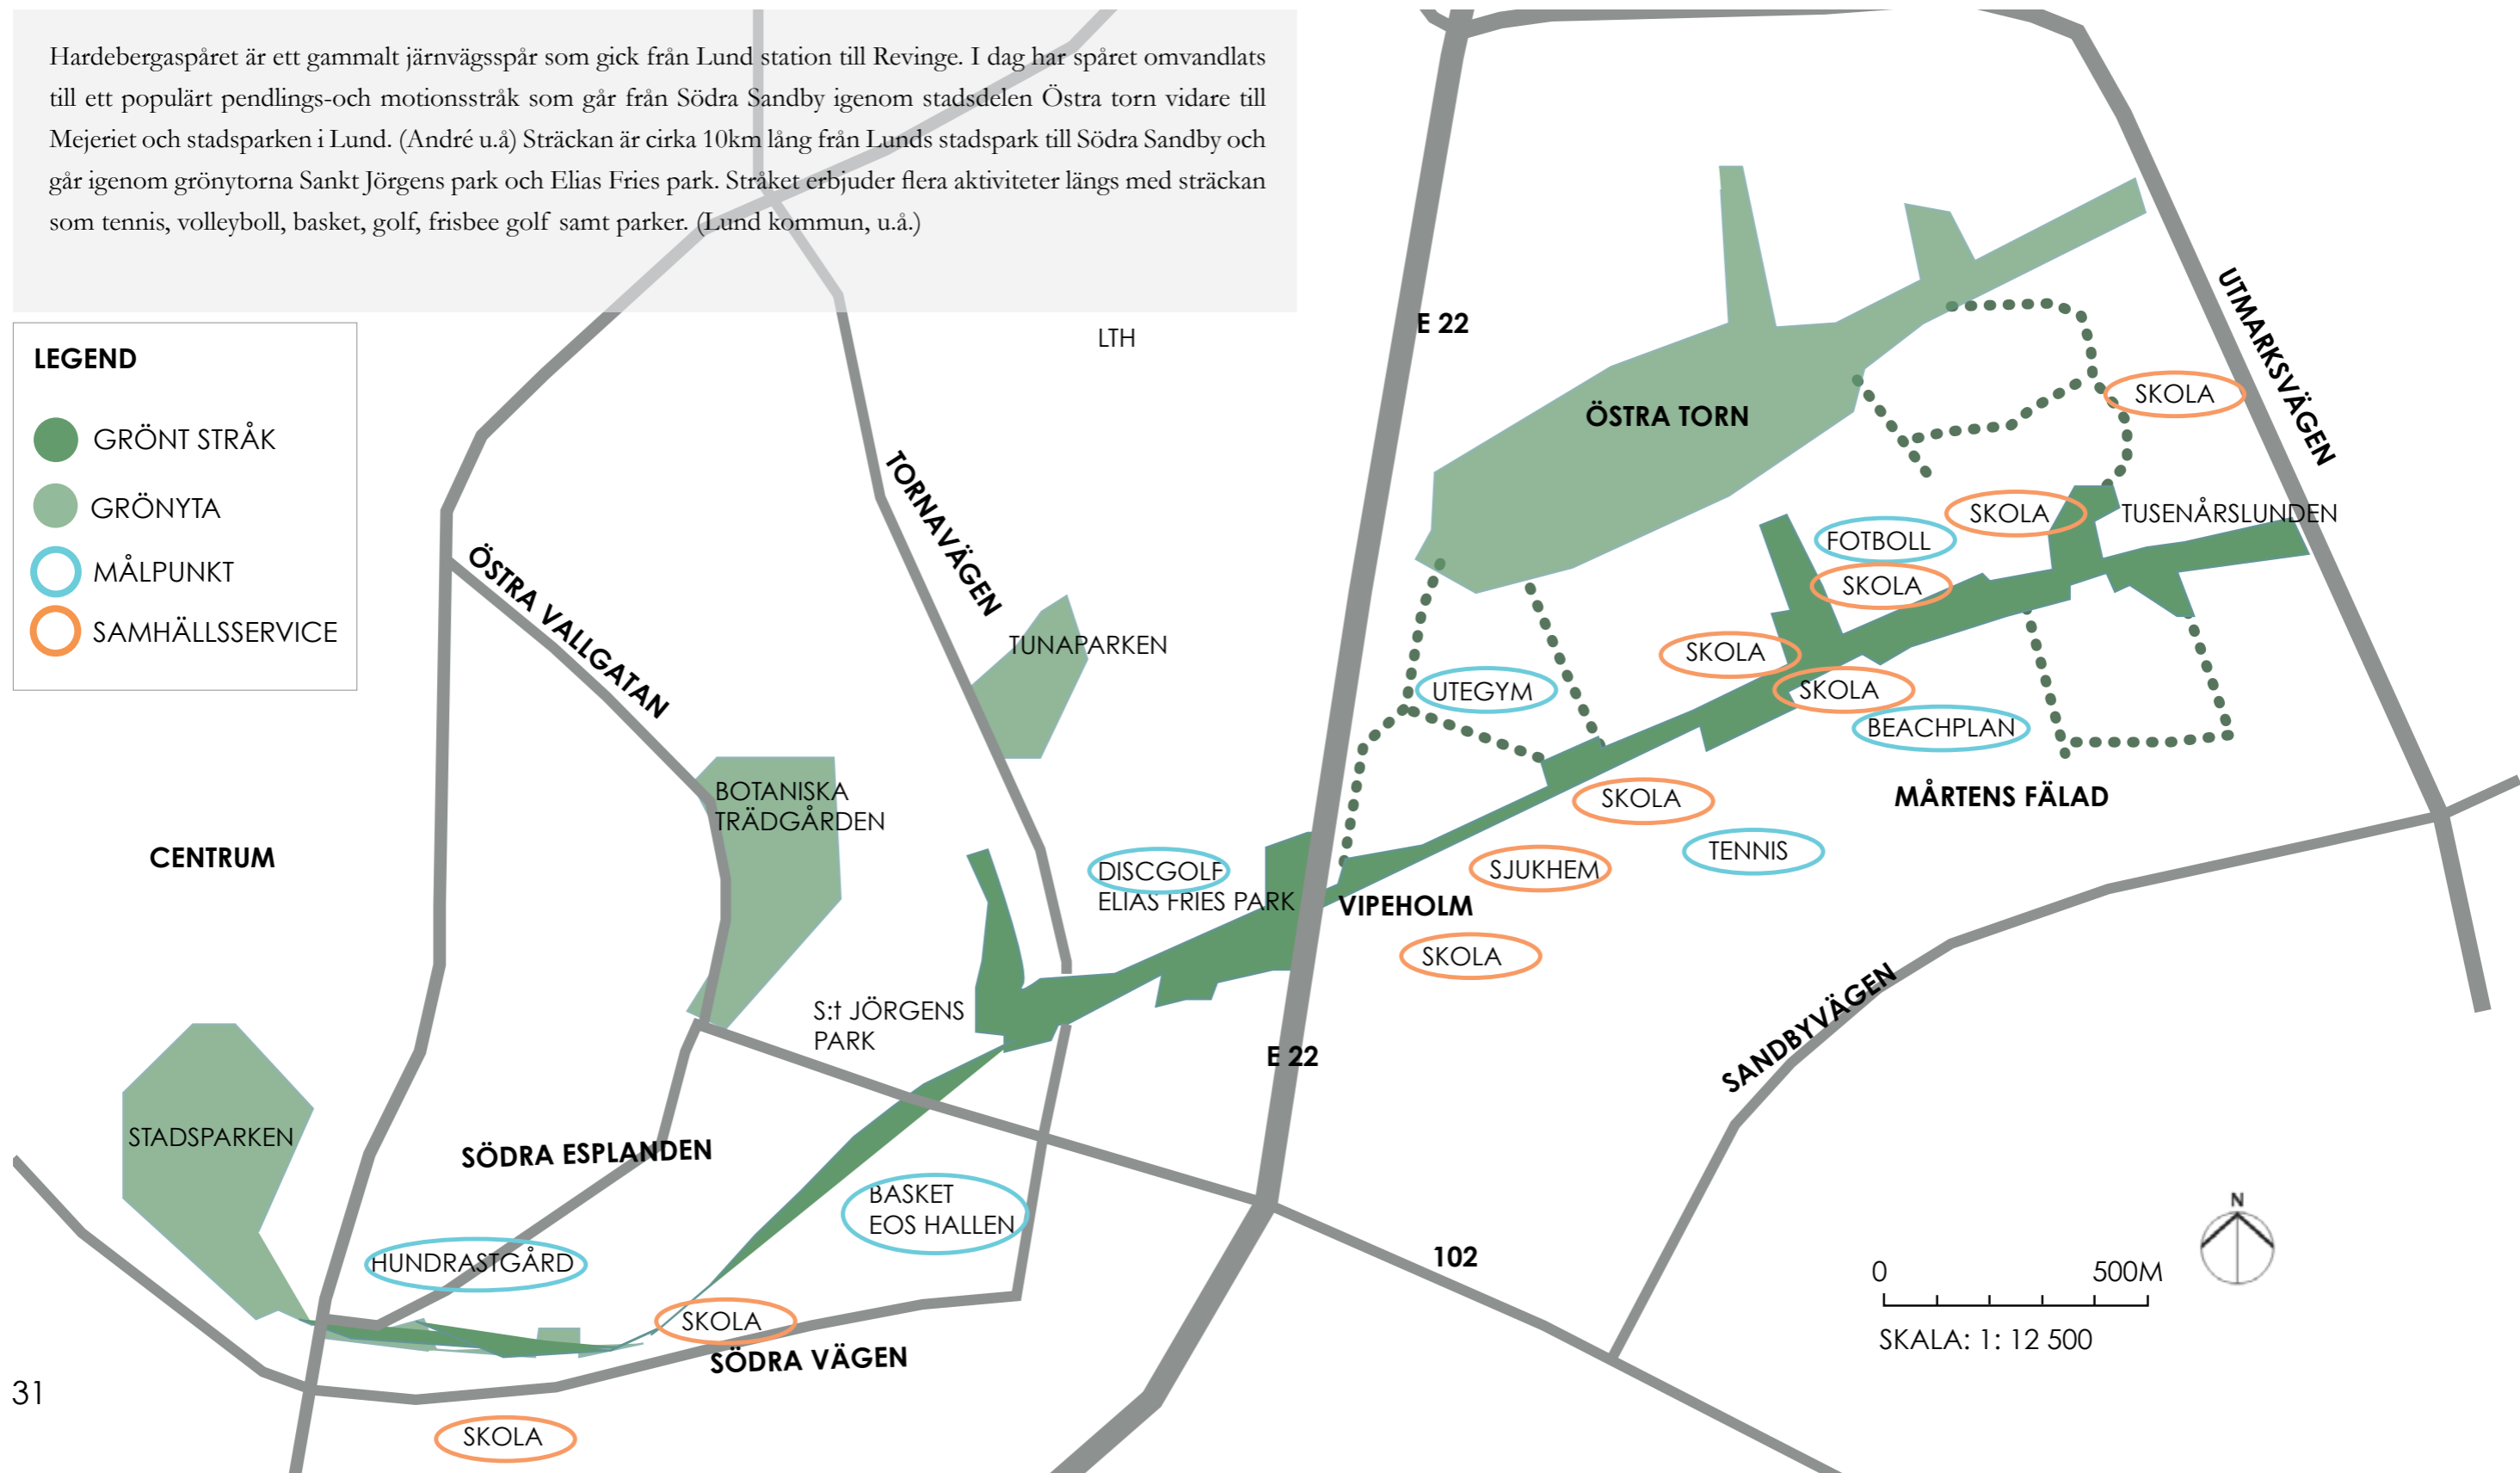 Hardebergaspåret är ett gammalt järnvägsspår som gick från Lund station till Revinge. I dag har spåret omvandlats
till ett populärt pendlings-och motionsstråk som går från Södra Sandby igenom stadsdelen Östra torn vidare till
Mejeriet och stadsparken i Lund. (André u.å) Sträckan är cirka 10km lång från Lunds stadspark till Södra Sandby och
går igenom grönytorna Sankt Jörgens park och Elias Fries park. Stråket erbjuder flera aktiviteter längs med sträckan
som tennis, volleyboll, basket, golf, frisbee golf samt parker. (Lund kommun, u.å.)
LEGEND
GRÖNT STRÅK
GRÖNYTA
MÅLPUNKT
SAMHÄLLSSERVICE
LTH
E 22
UTMARKSVÄGEN
SKOLA
ÖSTRA TORN
TORNAVÄGEN
SKOLA
TUSENÅRSLUNDEN
FOTBOLL
SKOLA
ÖSTRA VALLGATAN
TUNAPARKEN
SKOLA
UTEGYM
SKOLA
BEACHPLAN
BOTANISKA
TRÄDGÅRDEN
SKOLA
MÅRTENS FÄLAD
CENTRUM
TENNIS
DISCGOLF
ELIAS FRIES PARK
SJUKHEM
VIPEHOLM
SKOLA
S:t JÖRGENS
PARK
E 22
SANDBYVÄGEN
STADSPARKEN
SÖDRA ESPLANDEN
BASKET
EOS HALLEN
HUNDRASTGÅRD
102
N
0 500M
SKALA: 1: 12 500
SKOLA
SÖDRA VÄGEN
31
SKOLA